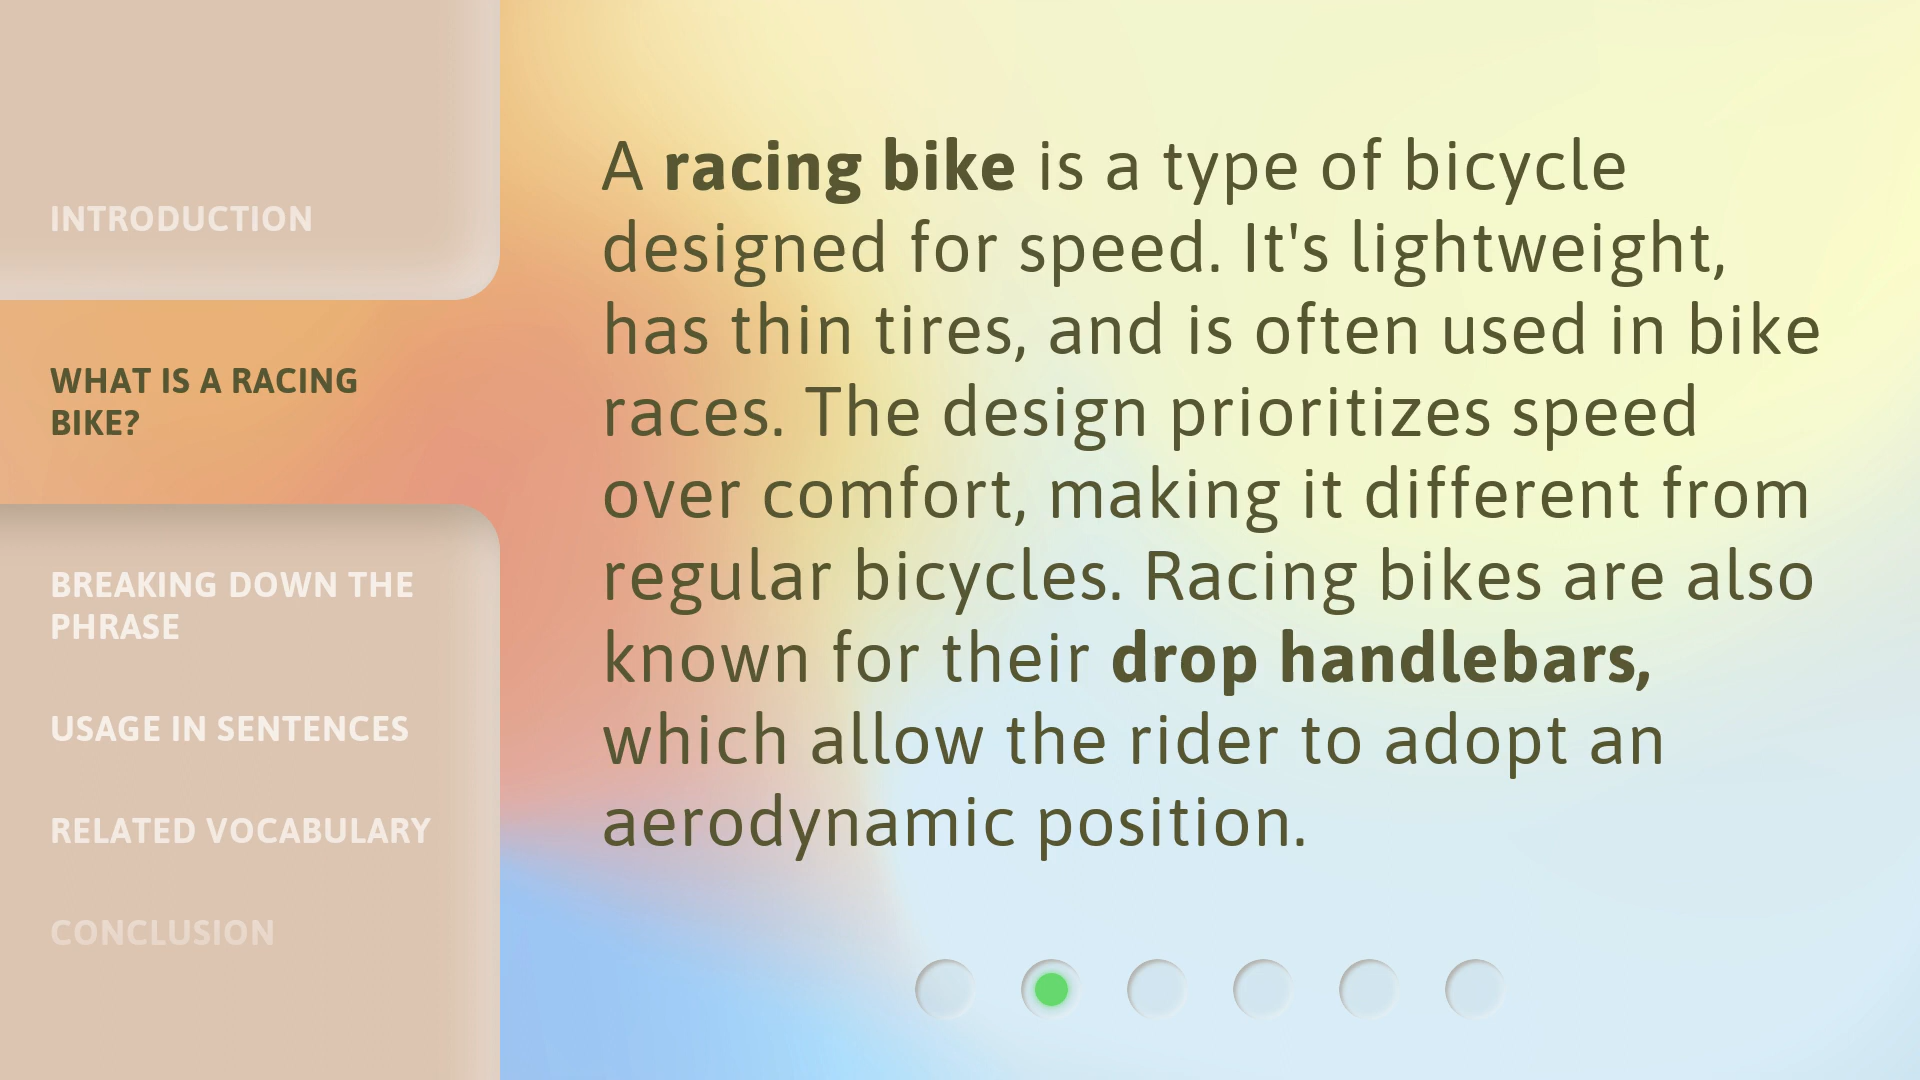 INTRODUCTION
WHAT IS A RACING
BIKE?
BREAKING DOWN THE
PHRASE
USAGE IN SENTENCES
RELATED VOCABULARY
CONCLUSION
A racing bike is a type of bicycle
designed for speed. It's lightweight,
has thin tires, and is often used in bike
races. The design prioritizes speed
over comfort, making it different from
regular bicycles. Racing bikes are also
known for their drop handlebars,
which allow the rider to adopt an
aerodynamic position.